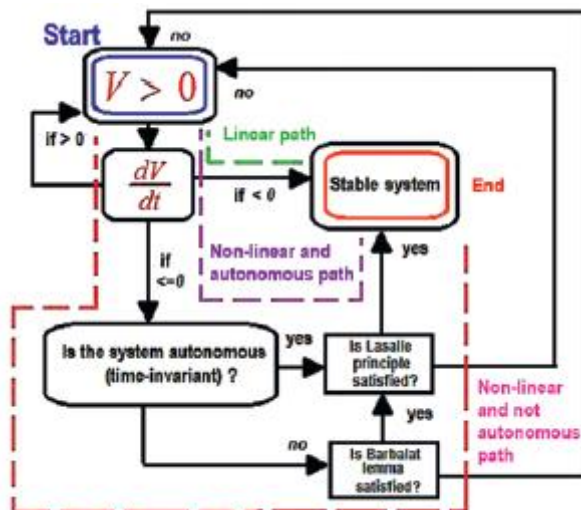 Start
no
V > 0
no
if > 0
Linear path
dV
dt
if < 0
Stable system
End
yes
Non-linear and
autonomous path
if
<=0
Is the system autonomous
(time-invariant) ?
yes
Is Lasalle
principle
satisfied?
Non-linear
and not
autonomous
path
yes
no
Is Barbalat
lemma
satisfied?